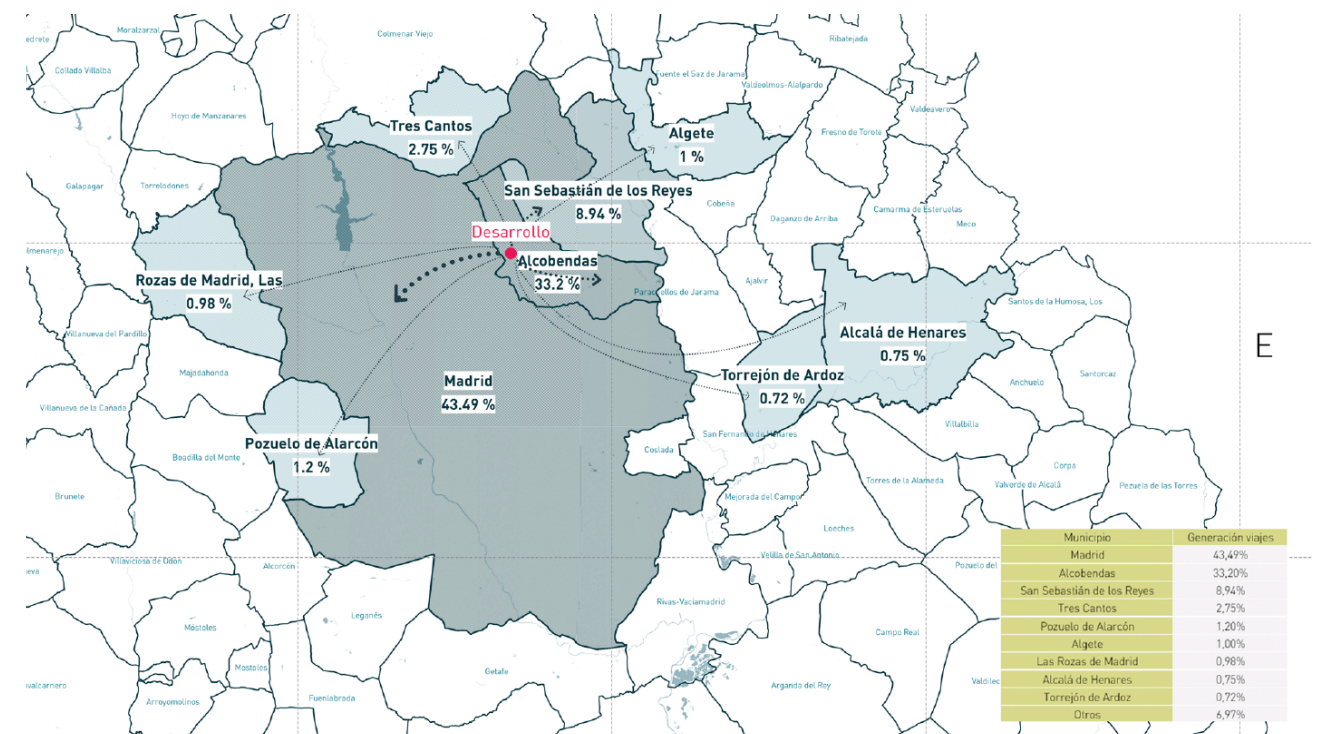 Moralzarzal
Colmenar Viejo
Ribatejada
edrete
Collado Villalba
Fuente el Saz de Jarama
Valdeolmos-Alalpardo
Valdeavero
Hoyo de Manzanares
Tres Cantos
2.75 %
Algete
1 %
Fresno de Torote
Galapagar
Torrelodones
San Sebastián de los Reyes
8.94 %
Cobeña
Daganzo de Arriba
Camarma de Esteruelas
Meco
Desarrollo
lmenarejo
Alcobendas
33.2 %
Rozas de Madrid, Las
0.98 %
Paracuellos de Jarama
Ajalvir
Santos de la Humosa, Los
Villanueva del Pardillo
Alcalá de Henares
0.75 %
E
Majadahonda
Madrid
43.49 %
Torrejón de Ardoz
0.72 %
Anchuelo
Santorcaz
Villanueva de la Cañada
Pozuelo de Alarcón
1.2 %
San Fernando de Henares
Villalbilla
Boadilla del Monte
Coslada
Corpa
Brunete
Mejorada del Campo
Torres de la Alameda
Valverde de Alcalá
Pezuela de las Torres
Loeches
Velilla de San Antonio
Villaviciosa de Odón
Alcorcón
Pozuelo del
ueva
Leganés
Rivas-Vaciamadrid
Móstoles
Campo Real
Mostoles
Getafe
ivalcarnero
Arroyomolinos
Fuenlabrada
Arganda del Rey
Valdilec
Municipio Generación viajes
Madrid 43,49%
Alcobendas 33,20%
San Sebastián de los Reyes 8,94%
Tres Cantos 2,75%
Pozuelo de Alarcón 1,20%
Algete 1,00%
Las Rozas de Madrid 0,98%
Alcalá de Henares 0,75%
Torrejón de Ardoz 0,72%
Otros 6,97%